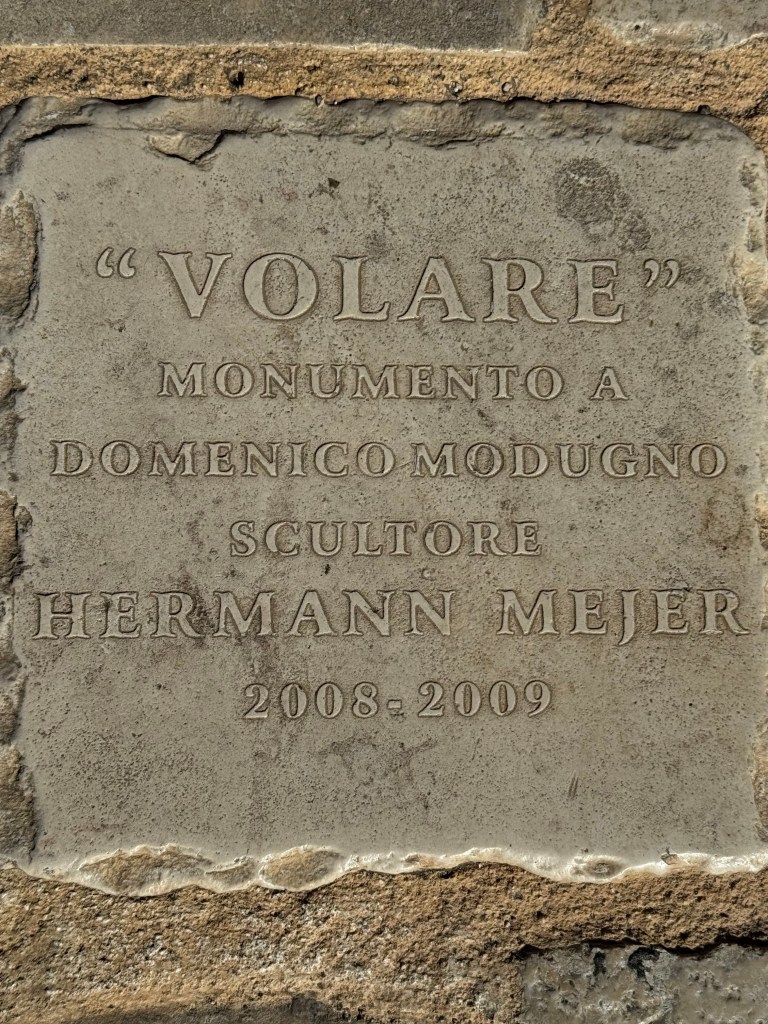 “VOLARE”
MONUMENTO A
DOMENICO MODUGNO
SCULTORE
HERMANN MEJER
2008-2009